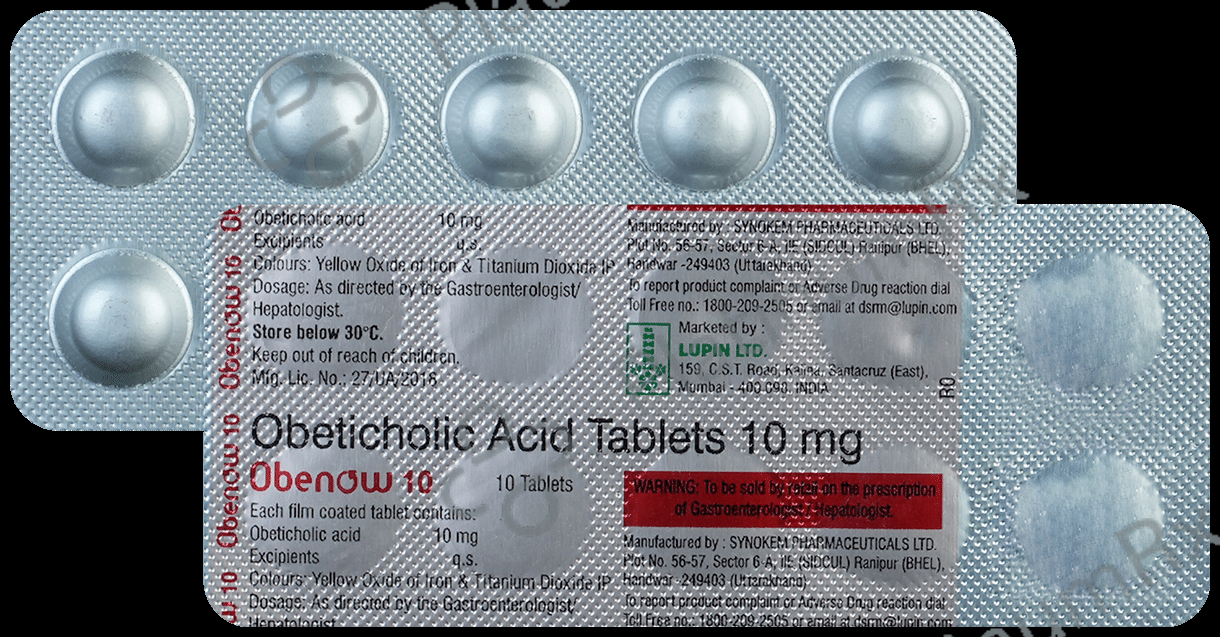 Obeticholic acid 10 mg
Excipients q.s.
Colours: Yellow Oxide of Iron & Titanium Dioxide IP
Dosage: As directed by the Gastroenterologist/
Hepatologist.
Store below 30°C.
Keep out of reach of children.
Mfg. Lic. No.: 27/UA/2018
Manufactured by : SYNOKEM PHARMACEUTICALS LTD.
Plot No. 56-57, Sector 6-A, IIE (SIDCUL) Ranipur (BHEL),
Haridwar -249403 (Uttarakhand)
To report product complaint or Adverse Drug reaction dial
Toll Free no.: 1800-209-2505 or email at dsrm@lupin.com
Marketed by :
LUPIN LTD.
159, C.S.T. Road, Kalina, Santacruz (East),
Mumbai - 400 098. INDIA
R0
Obenow 10
Obenow 10
Obeticholic Acid Tablets 10 mg
Obenow 10 10 Tablets
Each film coated tablet contains:
Obeticholic acid 10 mg
Excipients q.s.
Colours: Yellow Oxide of Iron & Titanium Dioxide IP
Dosage: As directed by the Gastroenterologist/
Hepatologist
WARNING: To be sold by retail on the prescription
of Gastroenterologist / Hepatologist.
Manufactured by : SYNOKEM PHARMACEUTICALS LTD.
Plot No. 56-57, Sector 6-A, IIE (SIDCUL) Ranipur (BHEL),
Haridwar -249403 (Uttarakhand)
To report product complaint or Adverse Drug reaction dial
Toll Free no.: 1800-209-2505 or email at dsrm@lupin.com
w 10